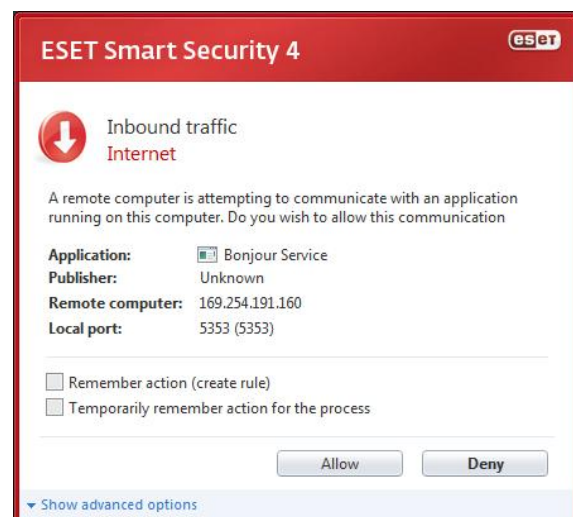 ESET Smart Security 4
eset
Inbound traffic
Internet
A remote computer is attempting to communicate with an application
running on this computer. Do you wish to allow this communication
Application: Bonjour Service
Publisher: Unknown
Remote computer: 169.254.191.160
Local port: 5353 (5353)
Remember action (create rule)
Temporarily remember action for the process
Allow Deny
Show advanced options